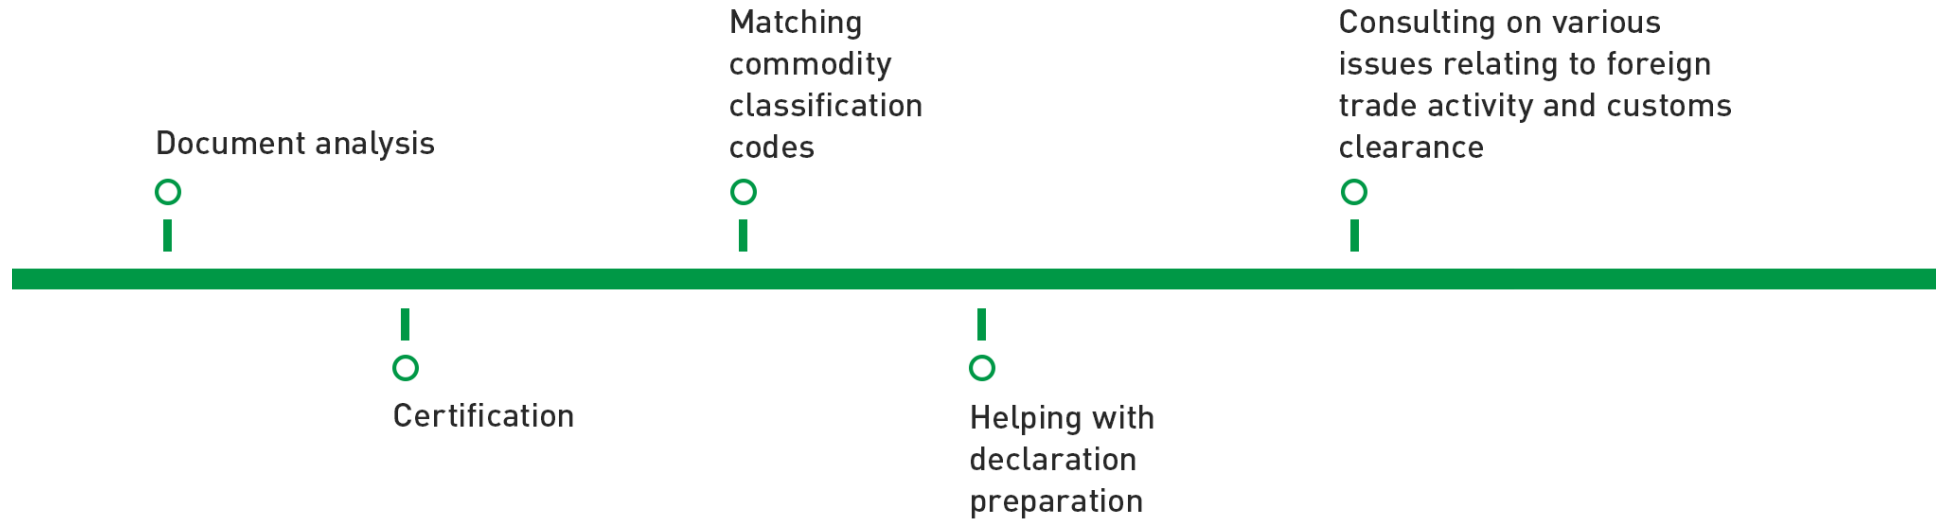 Document analysis
Certification
Matching
commodity
classification
codes
Helping with
declaration
preparation
Consulting on various
issues relating to foreign
trade activity and customs
clearance